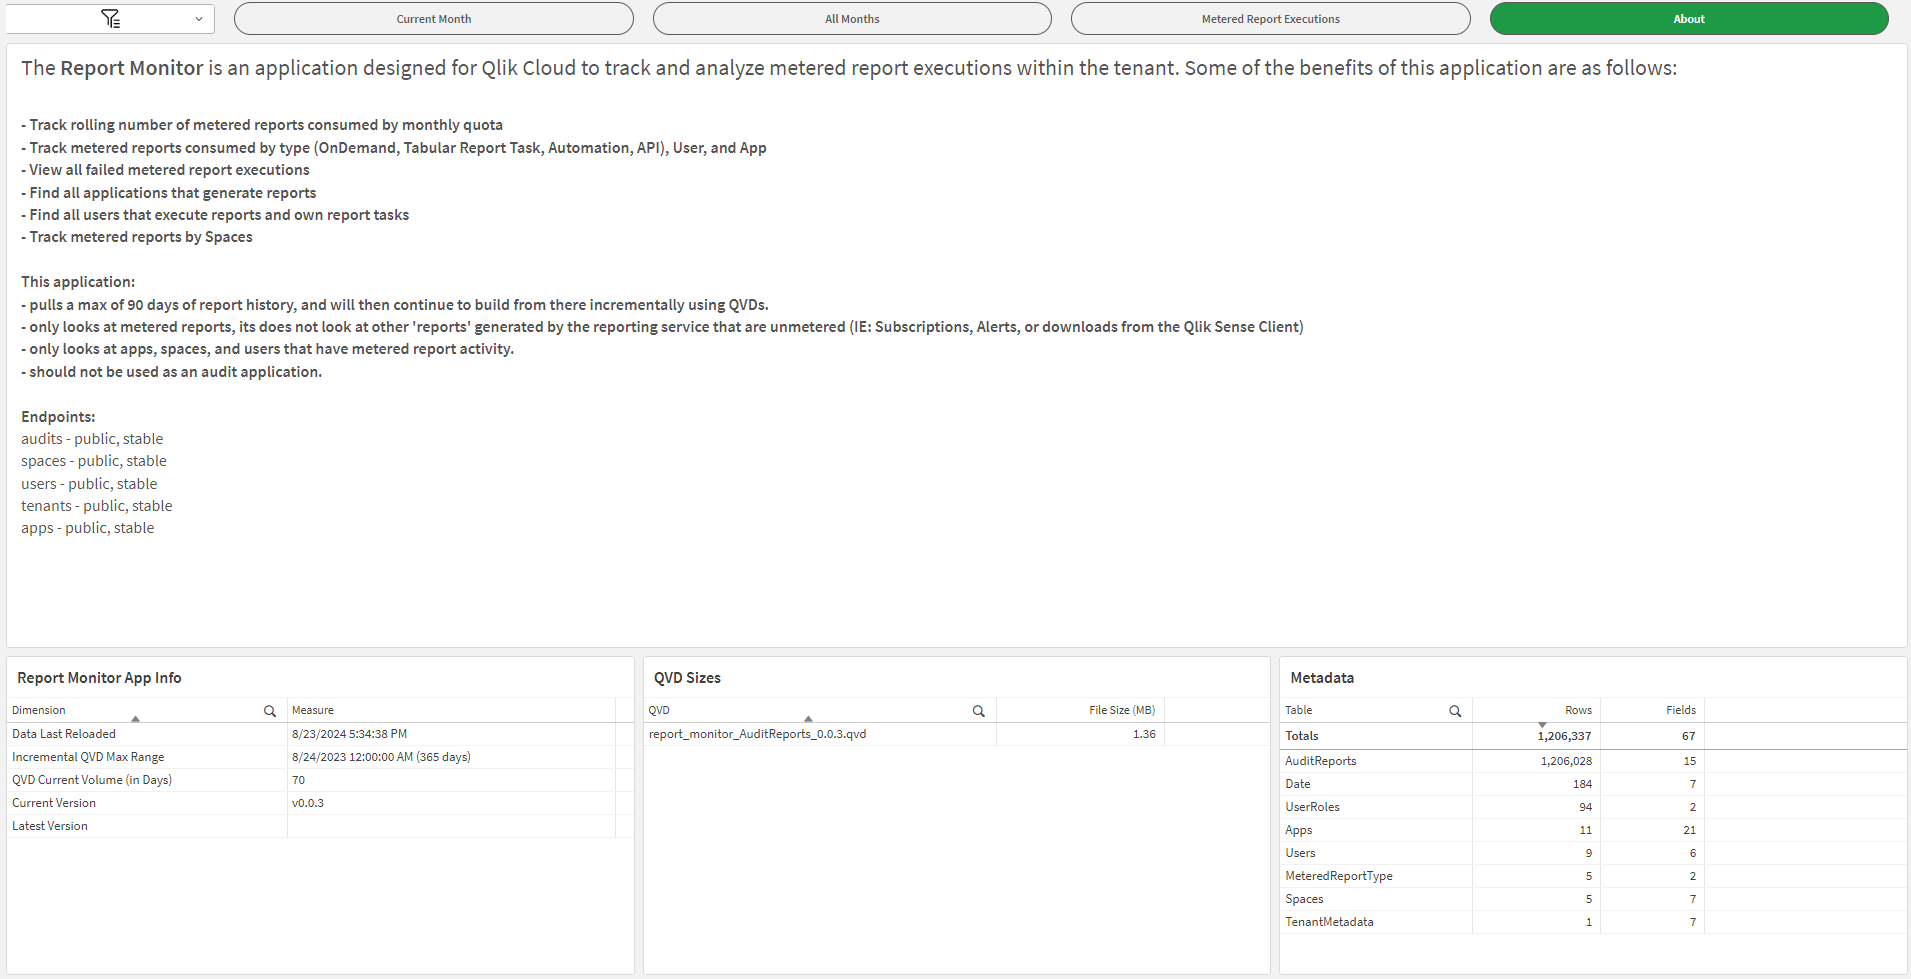 Current Month
All Months
Metered Report Executions
About
The Report Monitor is an application designed for Qlik Cloud to track and analyze metered report executions within the tenant. Some of the benefits of this application are as follows:
- Track rolling number of metered reports consumed by monthly quota
- Track metered reports consumed by type (OnDemand, Tabular Report Task, Automation, API), User, and App
- View all failed metered report executions
- Find all applications that generate reports
- Find all users that execute reports and own report tasks
- Track metered reports by Spaces
This application:
- pulls a max of 90 days of report history, and will then continue to build from there incrementally using QVDs.
- only looks at metered reports, its does not look at other 'reports' generated by the reporting service that are unmetered (IE: Subscriptions, Alerts, or downloads from the Qlik Sense Client)
- only looks at apps, spaces, and users that have metered report activity.
- should not be used as an audit application.
Endpoints:
audits - public, stable
spaces - public, stable
users - public, stable
tenants - public, stable
apps - public, stable
Report Monitor App Info
Dimension Measure
Data Last Reloaded 8/23/2024 5:34:38 PM
Incremental QVD Max Range 8/24/2023 12:00:00 AM (365 days)
QVD Current Volume (in Days) 70
Current Version v0.0.3
Latest Version
QVD Sizes
QVD File Size (MB)
report_monitor_AuditReports_0.0.3.qvd 1.36
Metadata
Table Rows Fields
Totals 1,206,337 67
AuditReports 1,206,028 15
Date 184 7
UserRoles 94 2
Apps 11 21
Users 9 6
MeteredReportType 5 2
Spaces 5 7
TenantMetadata 1 7